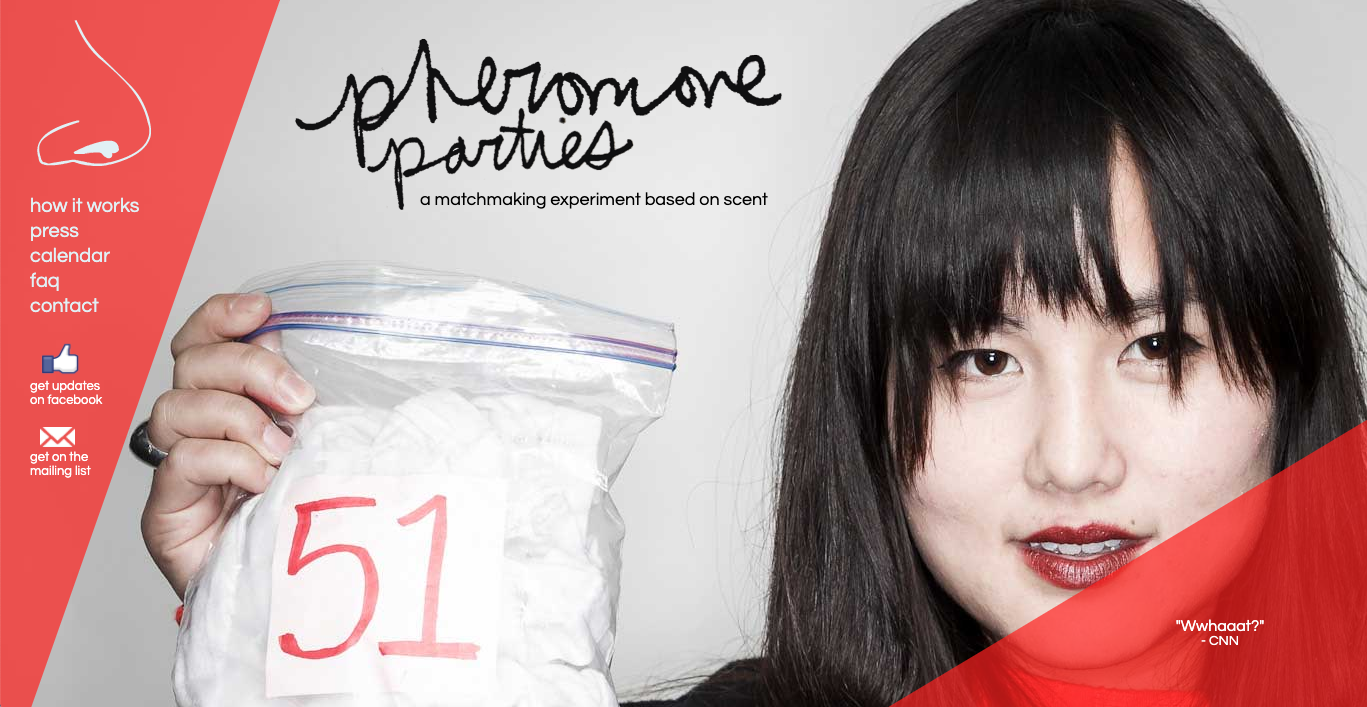 pheromone
parties
a matchmaking experiment based on scent
how it works
press
calendar
faq
contact
get updates
on facebook
get on the
mailing list
51
"Wwhaaat?"
- CNN